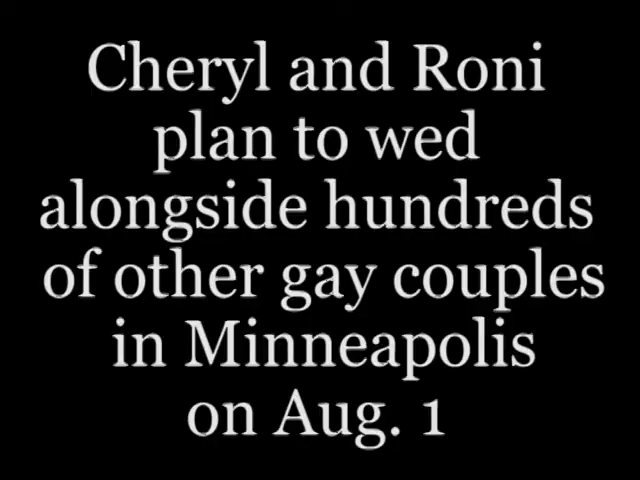 Cheryl and Roni
plan to wed
alongside hundreds
of other gay couples
in Minneapolis
on Aug. 1